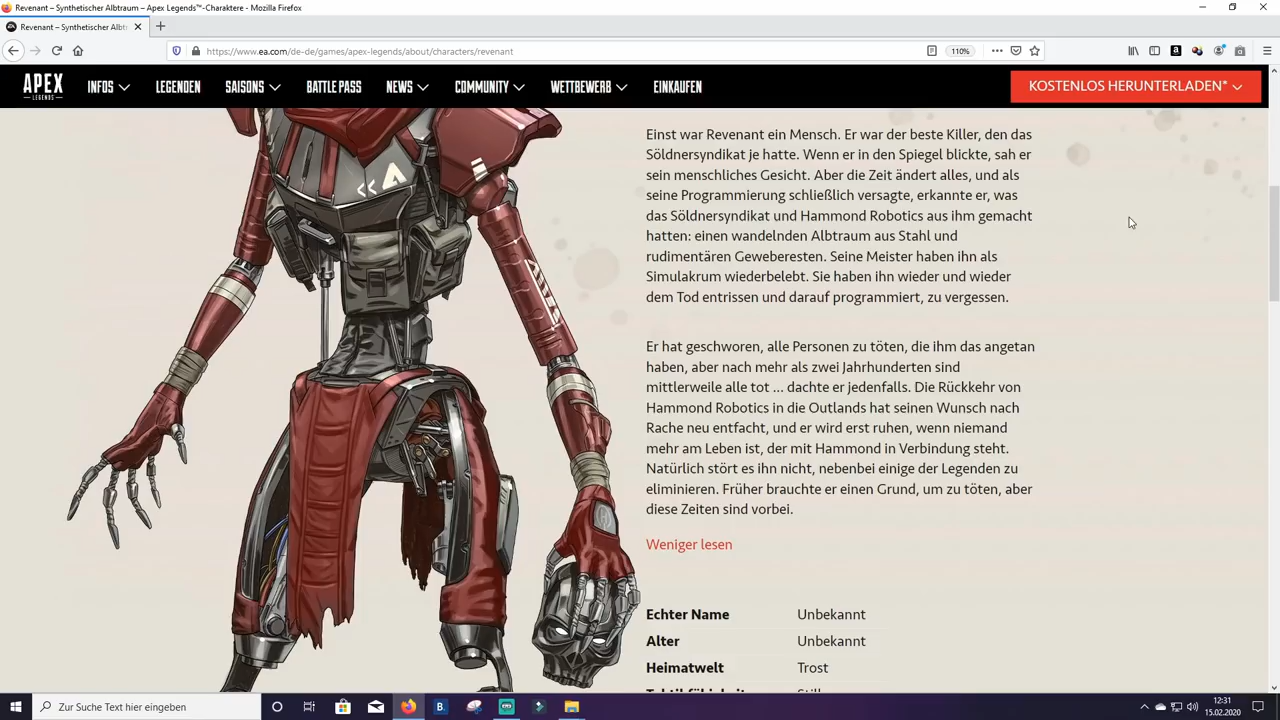 Revenant – Synthetischer Albtraum – Apex Legends™-Charaktere - Mozilla Firefox
Revenant – Synthetischer Albtr
https://www.ea.com/de-de/games/apex-legends/about/characters/revenant
110%
APEX
LEGENDS
INFOS
LEGENDEN
SAISONS
BATTLE PASS
NEWS
COMMUNITY
WETTBEWERB
EINKAUFEN
KOSTENLOS HERUNTERLADEN*
Einst war Revenant ein Mensch. Er war der beste Killer, den das
Söldnersyndikat je hatte. Wenn er in den Spiegel blickte, sah er
sein menschliches Gesicht. Aber die Zeit ändert alles, und als
seine Programmierung schließlich versagte, erkannte er, was
das Söldnersyndikat und Hammond Robotics aus ihm gemacht
hatten: einen wandelnden Albtraum aus Stahl und
rudimentären Geweberesten. Seine Meister haben ihn als
Simulakrum wiederbelebt. Sie haben ihn wieder und wieder
dem Tod entrissen und darauf programmiert, zu vergessen.
Er hat geschworen, alle Personen zu töten, die ihm das angetan
haben, aber nach mehr als zwei Jahrhunderten sind
mittlerweile alle tot ... dachte er jedenfalls. Die Rückkehr von
Hammond Robotics in die Outlands hat seinen Wunsch nach
Rache neu entfacht, und er wird erst ruhen, wenn niemand
mehr am Leben ist, der mit Hammond in Verbindung steht.
Natürlich stört es ihn nicht, nebenbei einige der Legenden zu
eliminieren. Früher brauchte er einen Grund, um zu töten, aber
diese Zeiten sind vorbei.
Weniger lesen
Echter Name Unbekannt
Alter Unbekannt
Heimatwelt Trost
Zur Suche Text hier eingeben
12:31
15.02.2020